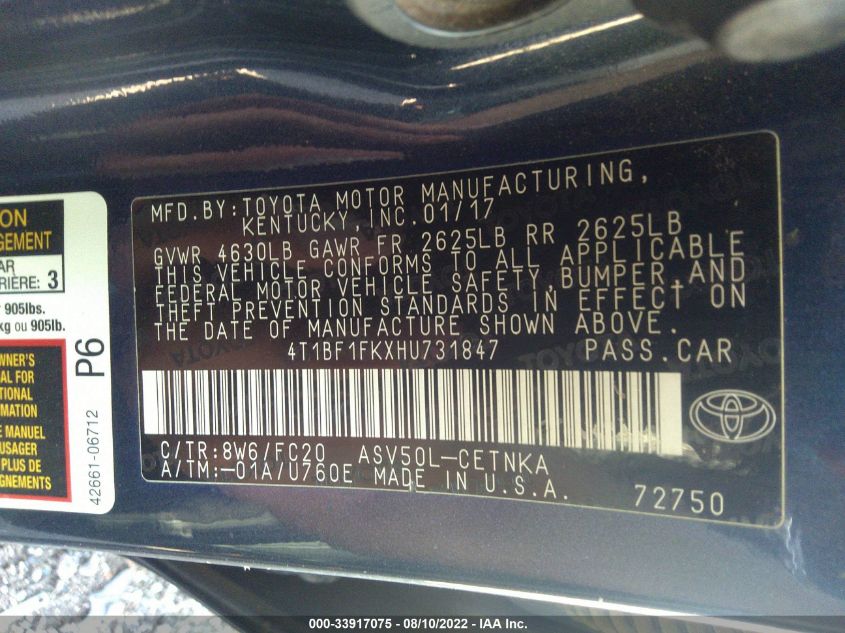 ON
GEMENT
AR
RIÈRE: 3
905lbs.
kg ou 905lb.
WNER'S
AL FOR
TIONAL
RMATION
E MANUEL
USAGER
PLUS DE
GNEMENTS
P6
42661-06712
MFD.BY:TOYOTA MOTOR MANUFACTURING,
KENTUCKY,INC.01/17
GVWR 4630LB GAWR FR 2625LB RR 2625LB
THIS VEHICLE CONFORMS TO ALL APPLICABLE
FEDERAL MOTOR VEHICLE SAFETY,BUMPER,AND
THEFT PREVENTION STANDARDS IN EFFECT ON
THE DATE OF MANUFACTURE SHOWN ABOVE.
4T1BF1FKXHU731847 PASS.CAR
C/TR:8W6/FC20 ASV50L-CETNKA
A/TM:-01A/U760E MADE IN U.S.A.
72750
000-33917075 - 08/10/2022 - IAA Inc.